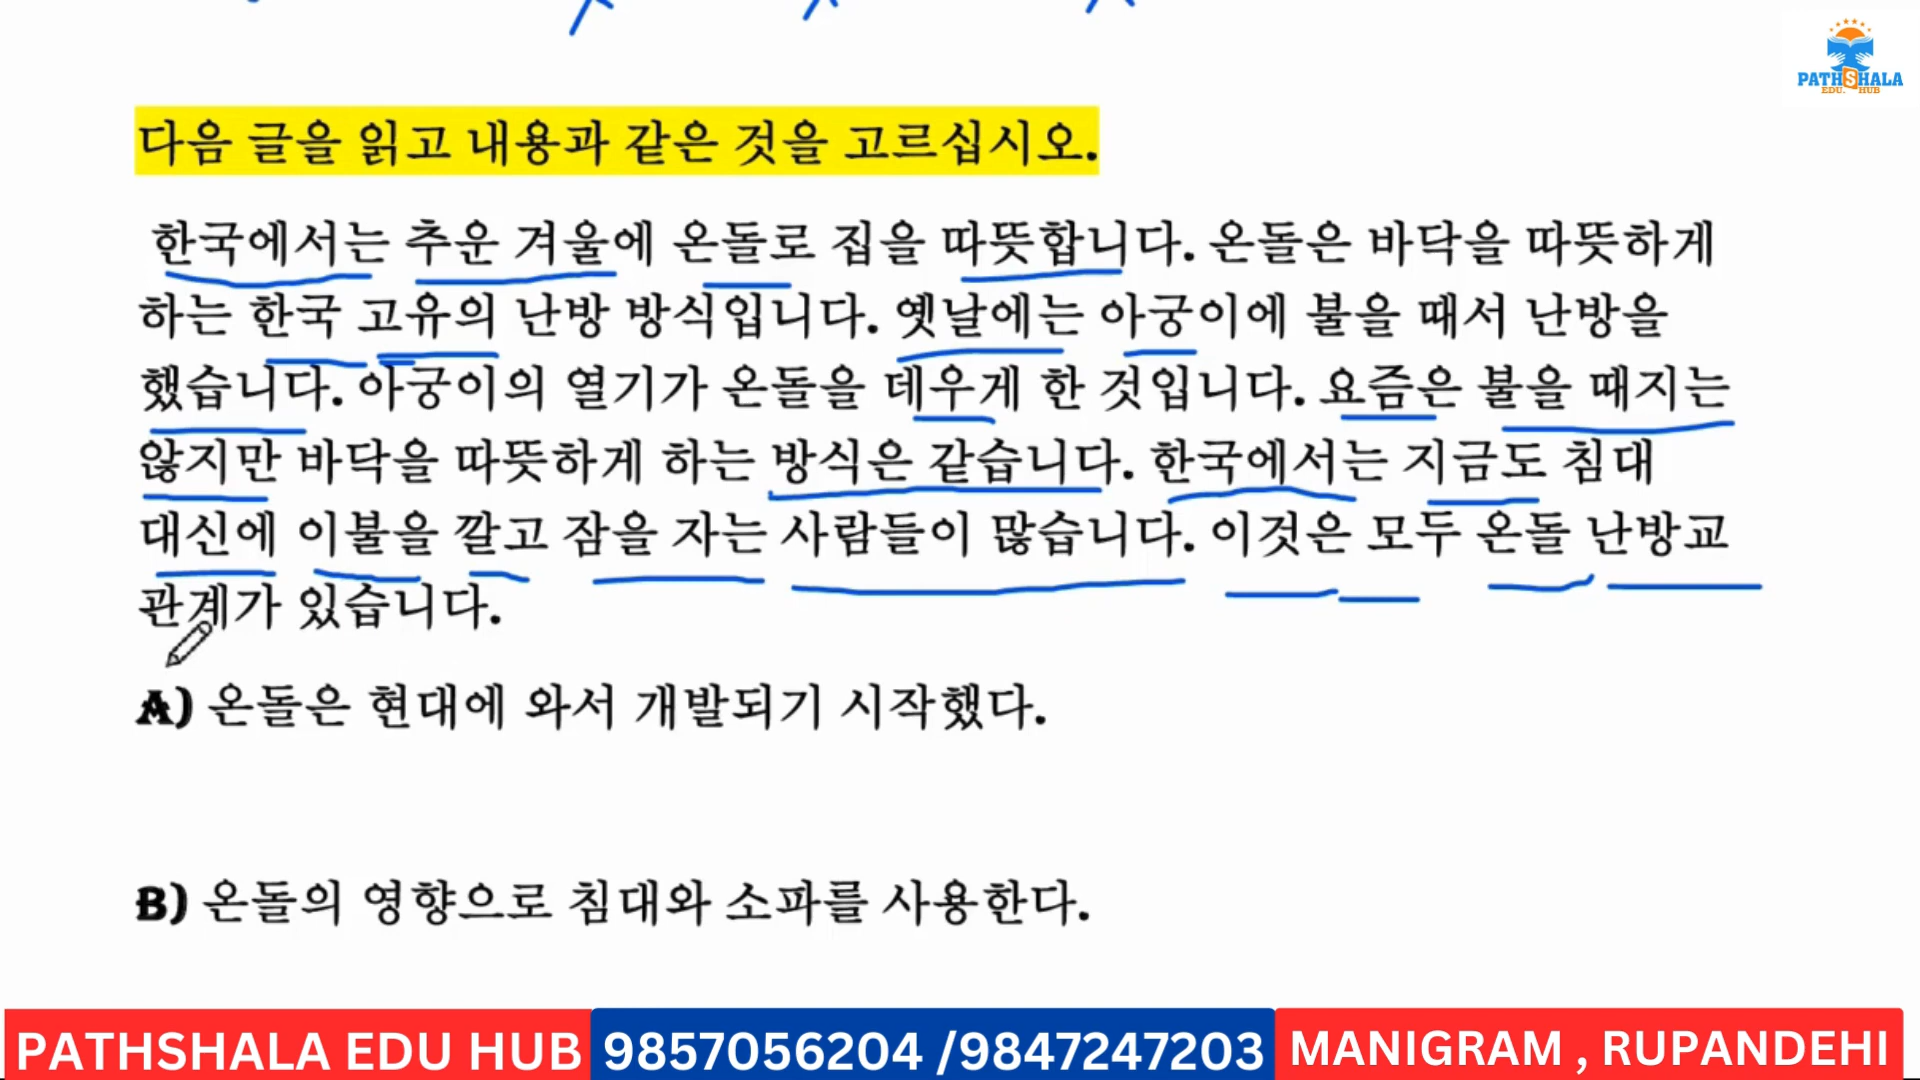 PATHSHALA
EDU. HUB
다음 글을 읽고 내용과 같은 것을 고르십시오.
한국에서는 추운 겨울에 온돌로 집을 따뜻합니다. 온돌은 바닥을 따뜻하게
하는 한국 고유의 난방 방식입니다. 옛날에는 아궁이에 불을 때서 난방을
했습니다. 아궁이의 열기가 온돌을 데우게 한 것입니다. 요즘은 불을 때지는
않지만 바닥을 따뜻하게 하는 방식은 같습니다. 한국에서는 지금도 침대
대신에 이불을 깔고 잠을 자는 사람들이 많습니다. 이것은 모두 온돌 난방교
관계가 있습니다.
A) 온돌은 현대에 와서 개발되기 시작했다.
B) 온돌의 영향으로 침대와 소파를 사용한다.
PATHSHALA EDU HUB 9857056204 /9847247203 MANIGRAM , RUPANDEHI